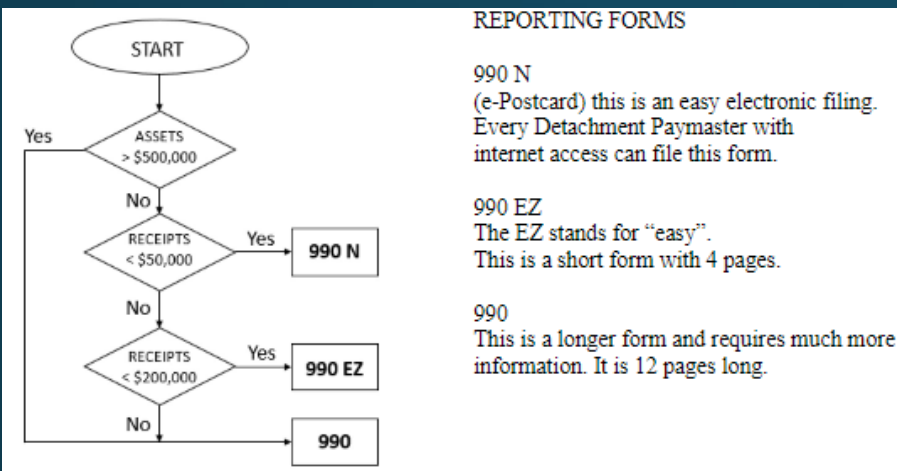 START
Yes
ASSETS
> $500,000
No
RECEIPTS
< $50,000
Yes
990 N
No
RECEIPTS
< $200,000
Yes
990 EZ
No
990
REPORTING FORMS
990 N
(e-Postcard) this is an easy electronic filing.
Every Detachment Paymaster with
internet access can file this form.
990 EZ
The EZ stands for “easy”.
This is a short form with 4 pages.
990
This is a longer form and requires much more
information. It is 12 pages long.